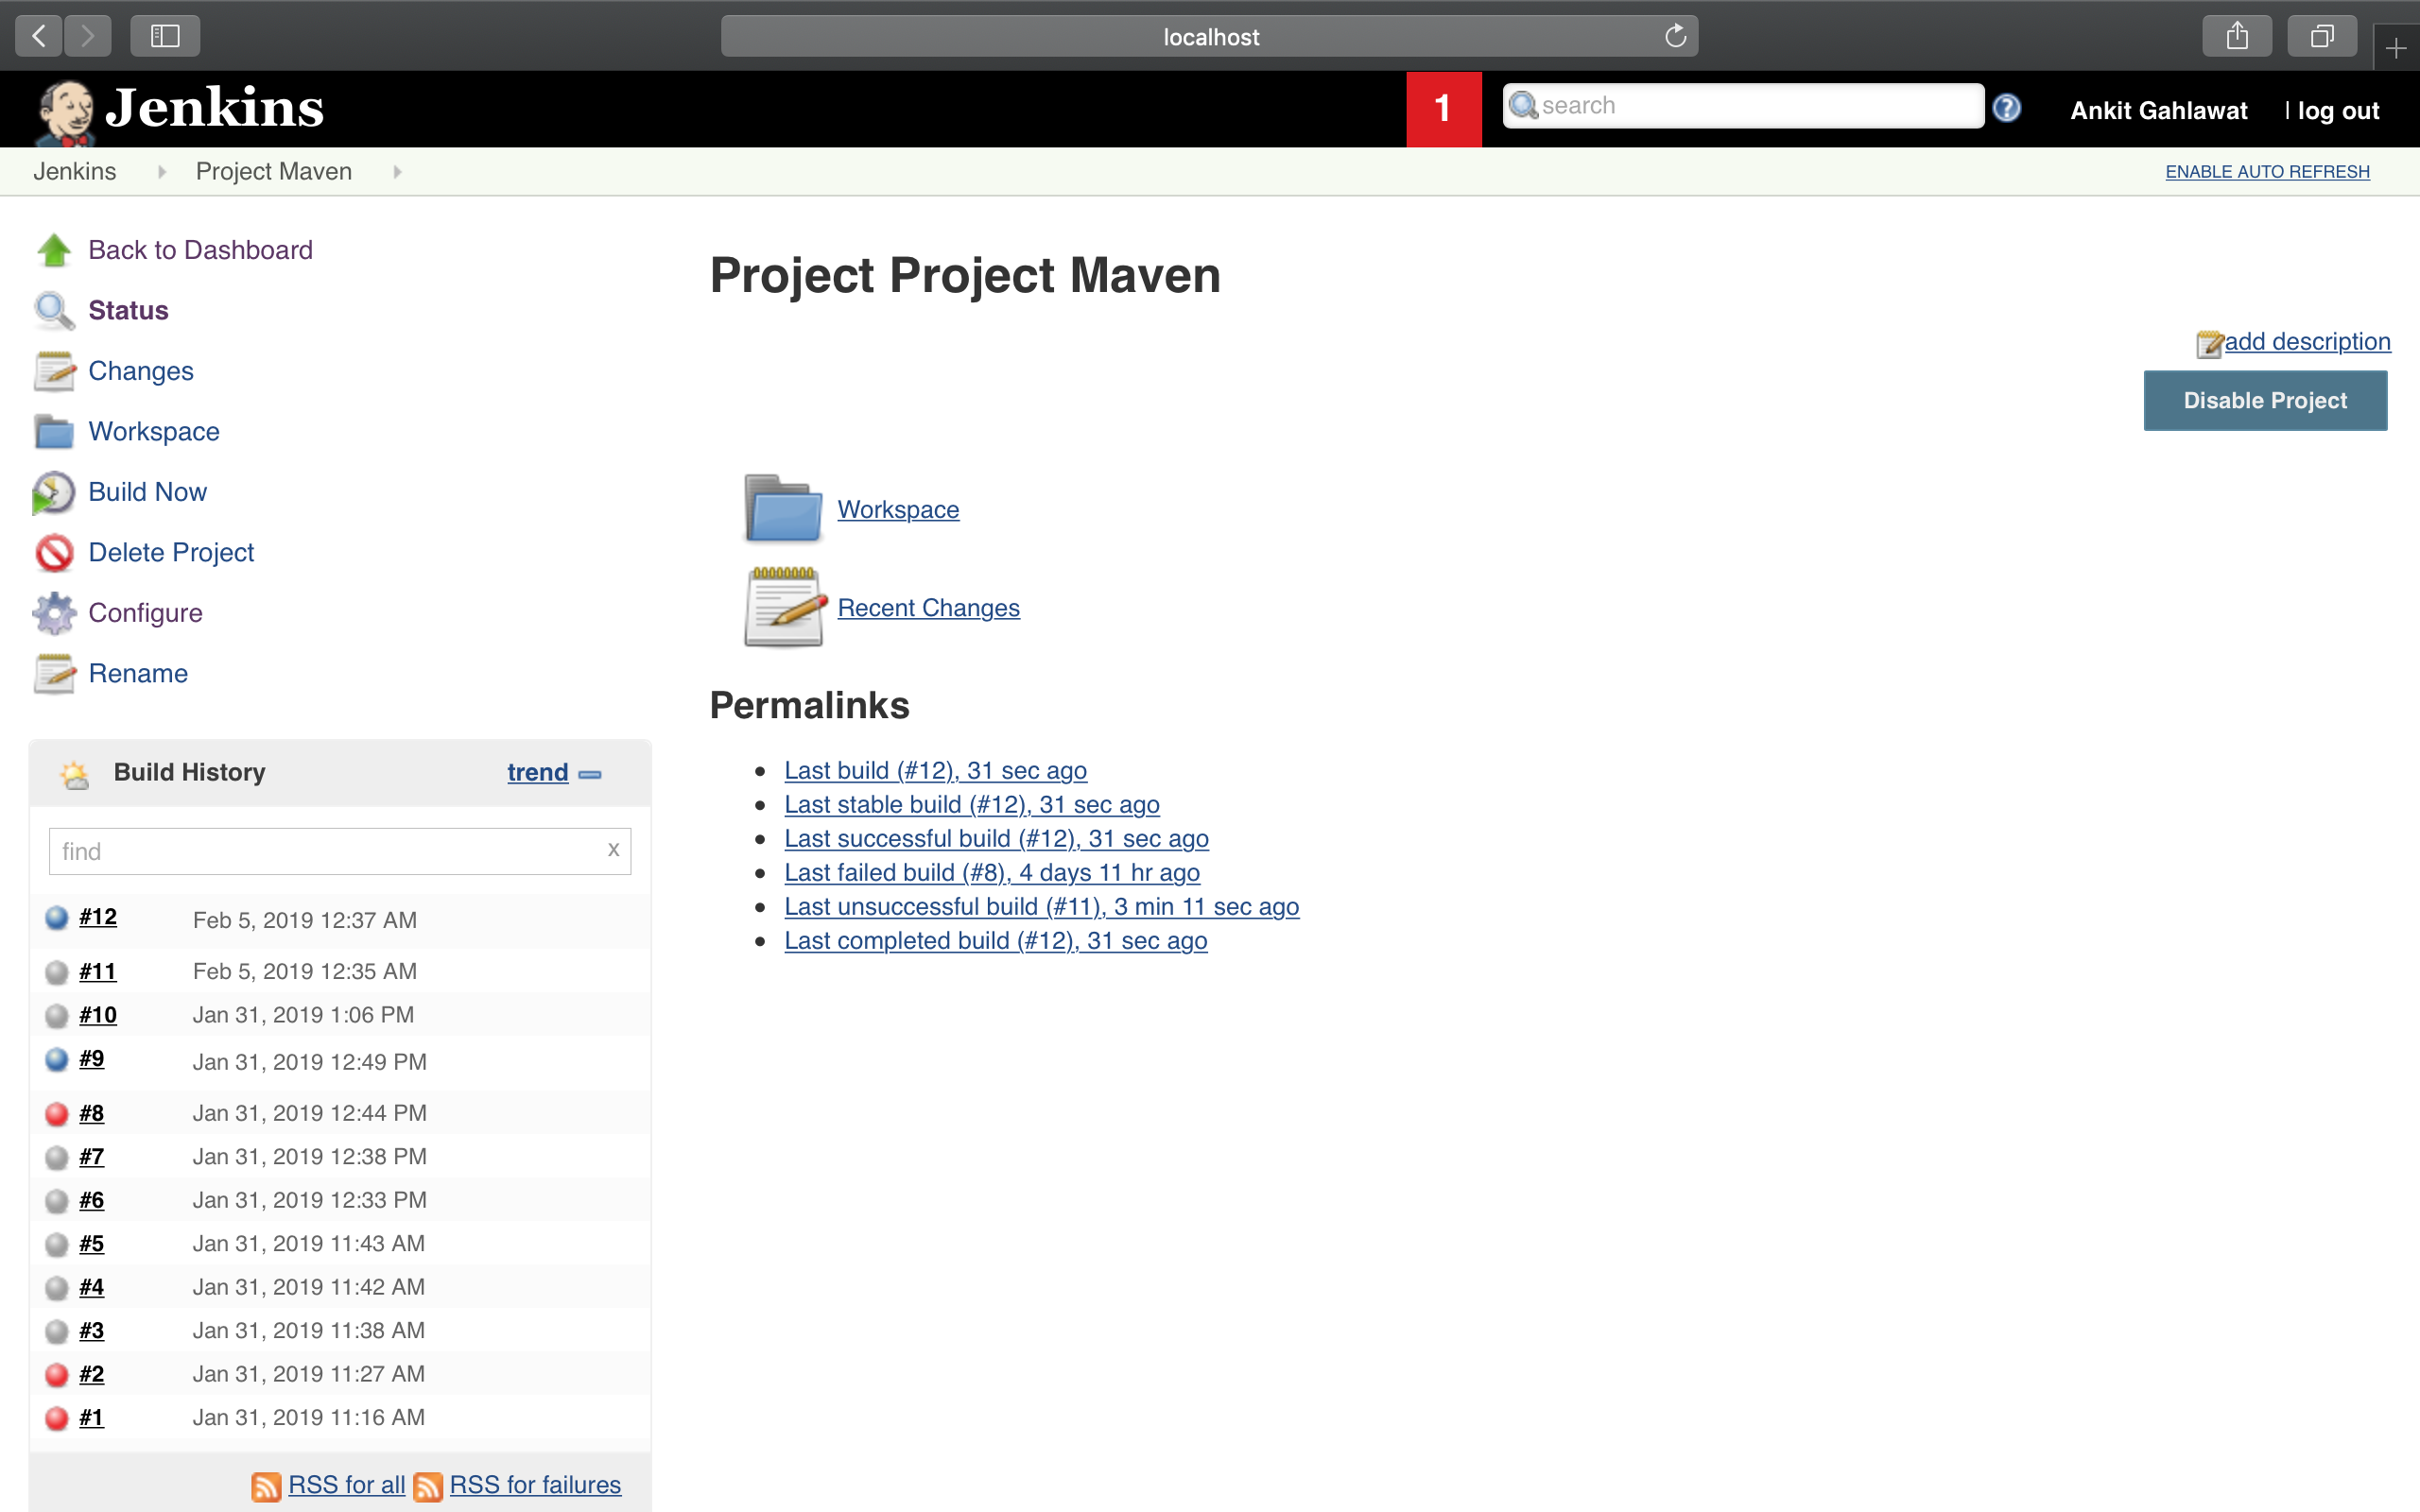 localhost
Jenkins
1
search
Ankit Gahlawat
| log out
Jenkins
Project Maven
ENABLE AUTO REFRESH
Back to Dashboard
Status
Changes
Workspace
Build Now
Delete Project
Configure
Rename
Project Project Maven
add description
Disable Project
Workspace
Recent Changes
Permalinks
Last build (#12), 31 sec ago
Last stable build (#12), 31 sec ago
Last successful build (#12), 31 sec ago
Last failed build (#8), 4 days 11 hr ago
Last unsuccessful build (#11), 3 min 11 sec ago
Last completed build (#12), 31 sec ago
Build History
trend
find
x
#12 Feb 5, 2019 12:37 AM
#11 Feb 5, 2019 12:35 AM
#10 Jan 31, 2019 1:06 PM
#9 Jan 31, 2019 12:49 PM
#8 Jan 31, 2019 12:44 PM
#7 Jan 31, 2019 12:38 PM
#6 Jan 31, 2019 12:33 PM
#5 Jan 31, 2019 11:43 AM
#4 Jan 31, 2019 11:42 AM
#3 Jan 31, 2019 11:38 AM
#2 Jan 31, 2019 11:27 AM
#1 Jan 31, 2019 11:16 AM
RSS for all RSS for failures